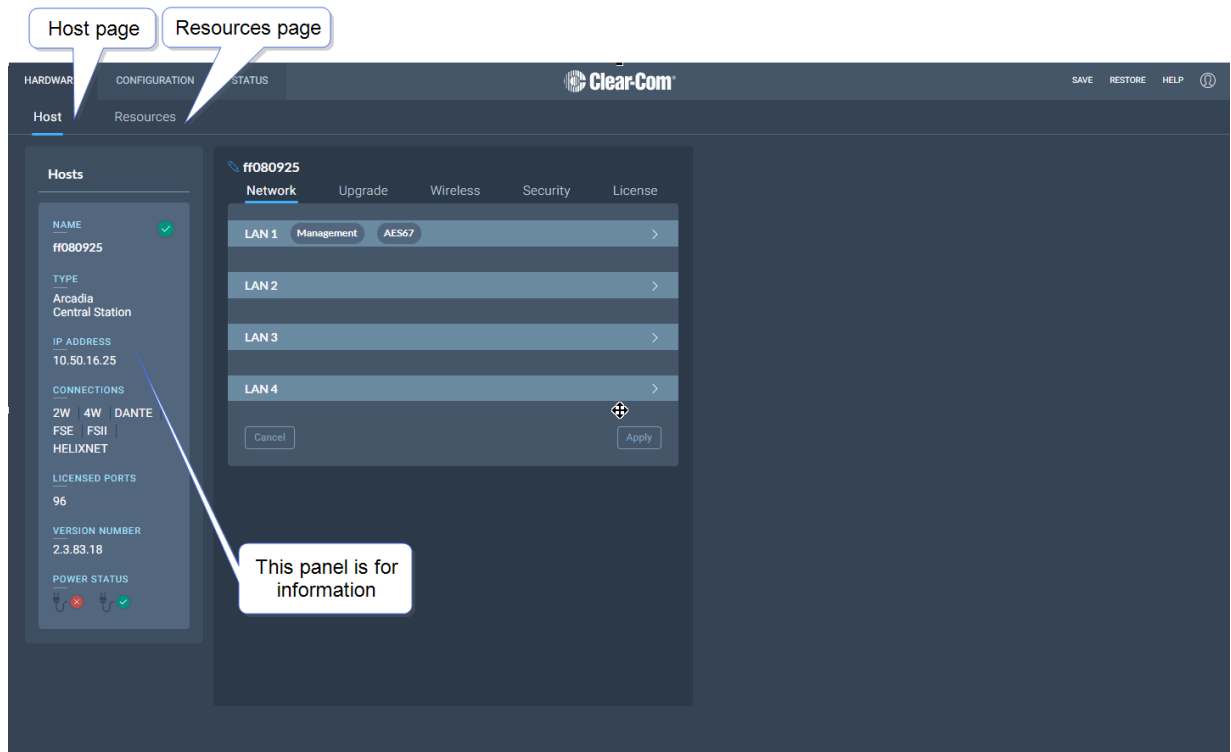 Host page
Resources page
HARDWAR
CONFIGURATION
STATUS
Clear-Com
SAVE
RESTORE
HELP
Host
Resources
Hosts
NAME
ff080925
TYPE
Arcadia
Central Station
IP ADDRESS
10.50.16.25
CONNECTIONS
2W | 4W | DANTE |
FSE | FSII |
HELIXNET
LICENSED PORTS
96
VERSION NUMBER
2.3.83.18
POWER STATUS
ff080925
Network
Upgrade
Wireless
Security
License
LAN 1
Management
AES67
LAN 2
LAN 3
LAN 4
Cancel
Apply
This panel is for
information